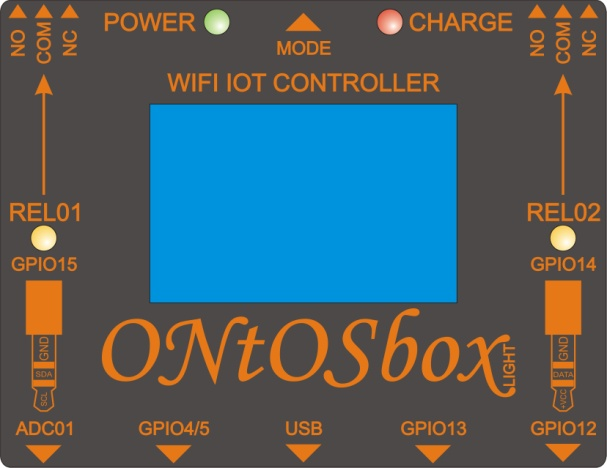 NO COM NC
POWER
CHARGE
NO COM NC
MODE
WIFI IOT CONTROLLER
REL01
REL02
GPIO15
GPIO14
GND
SDA
SCL
GND
DATA
+VCC
ONtOSbox
LIGHT
ADC01
GPIO4/5
USB
GPIO13
GPIO12